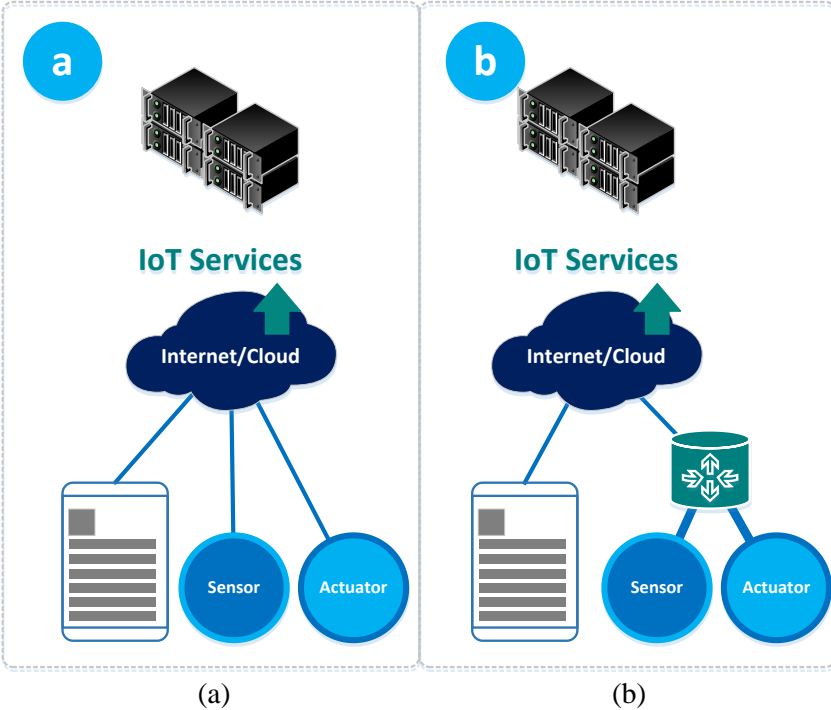 a
IoT Services
Internet/Cloud
Sensor
Actuator
(a)
b
IoT Services
Internet/Cloud
Sensor
Actuator
(b)